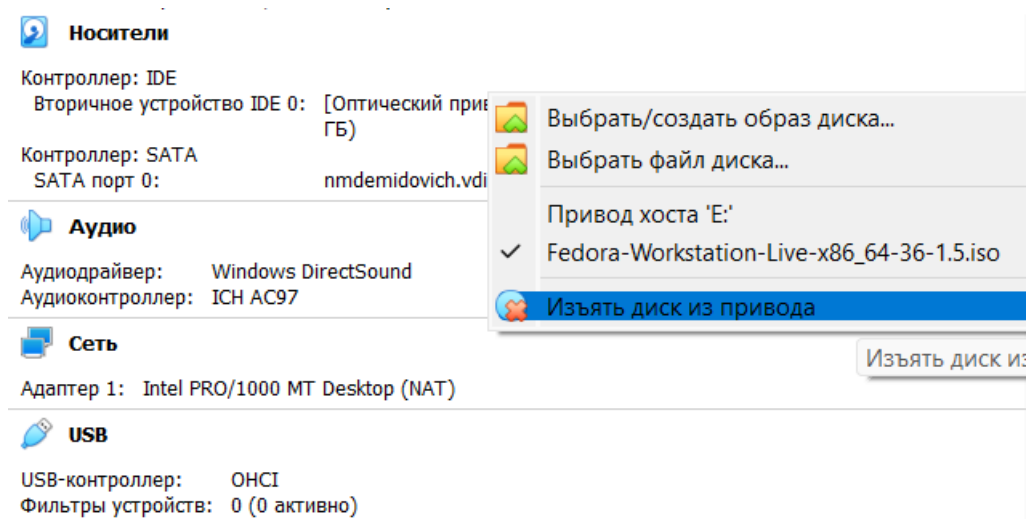 Носители
Контроллер: IDE
Вторичное устройство IDE 0: [Оптический
ГБ)
Контроллер: SATA
SATA порт 0: nmdemidovich.vdi
Выбрать/создать образ диска...
Выбрать файл диска...
Привод хоста 'E:'
Fedora-Workstation-Live-x86_64-36-1.5.iso
Изъять диск из привода
Изъять диск из
Аудио
Аудиодрайвер: Windows DirectSound
Аудиоконтроллер: ICH AC97
Сеть
Адаптер 1: Intel PRO/1000 MT Desktop (NAT)
USB
USB-контроллер: OHCI
Фильтры устройств: 0 (0 активно)